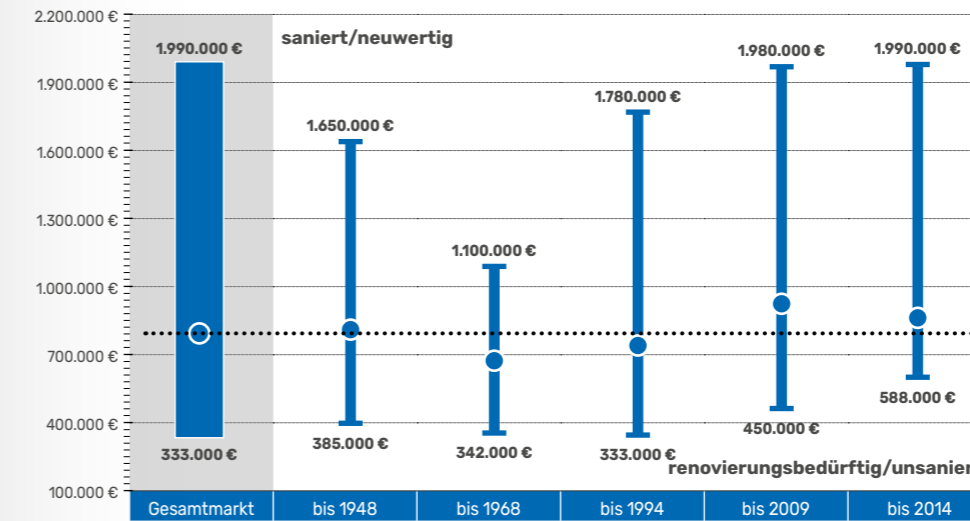 2.200.000 €
1.990.000 €
saniert/neuwertig
1.980.000 €
1.990.000 €
1.900.000 €
1.780.000 €
1.650.000 €
1.600.000 €
1.300.000 €
1.100.000 €
1.000.000 €
700.000 €
588.000 €
400.000 €
450.000 €
385.000 €
342.000 €
333.000 €
333.000 €
renovierungsbedürftig/unsanier
100.000 €
Gesamtmarkt
bis 1948
bis 1968
bis 1994
bis 2009
bis 2014